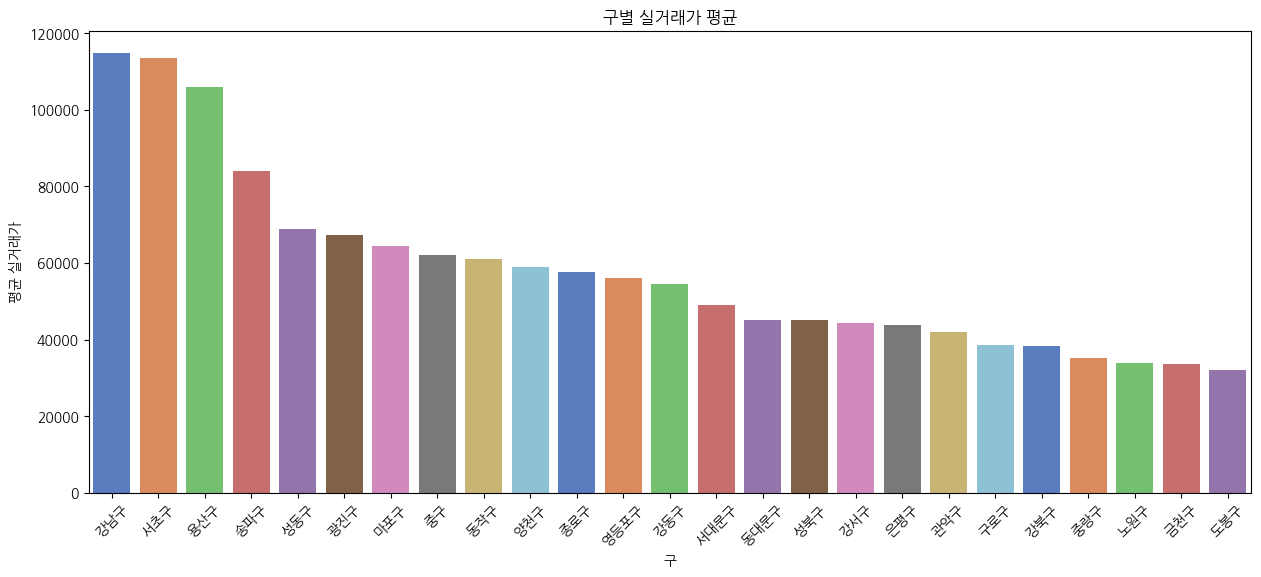 구별 실거래가 평균
120000
100000
80000
60000
40000
20000
0
평균 실거래가
강남구 서초구 용산구 송파구 성동구 광진구 마포구 중구 동작구 양천구 종로구 영등포구 강동구 서대문구 동대문구 성북구 강서구 은평구 관악구 구로구 강북구 중랑구 노원구 금천구 도봉구
구